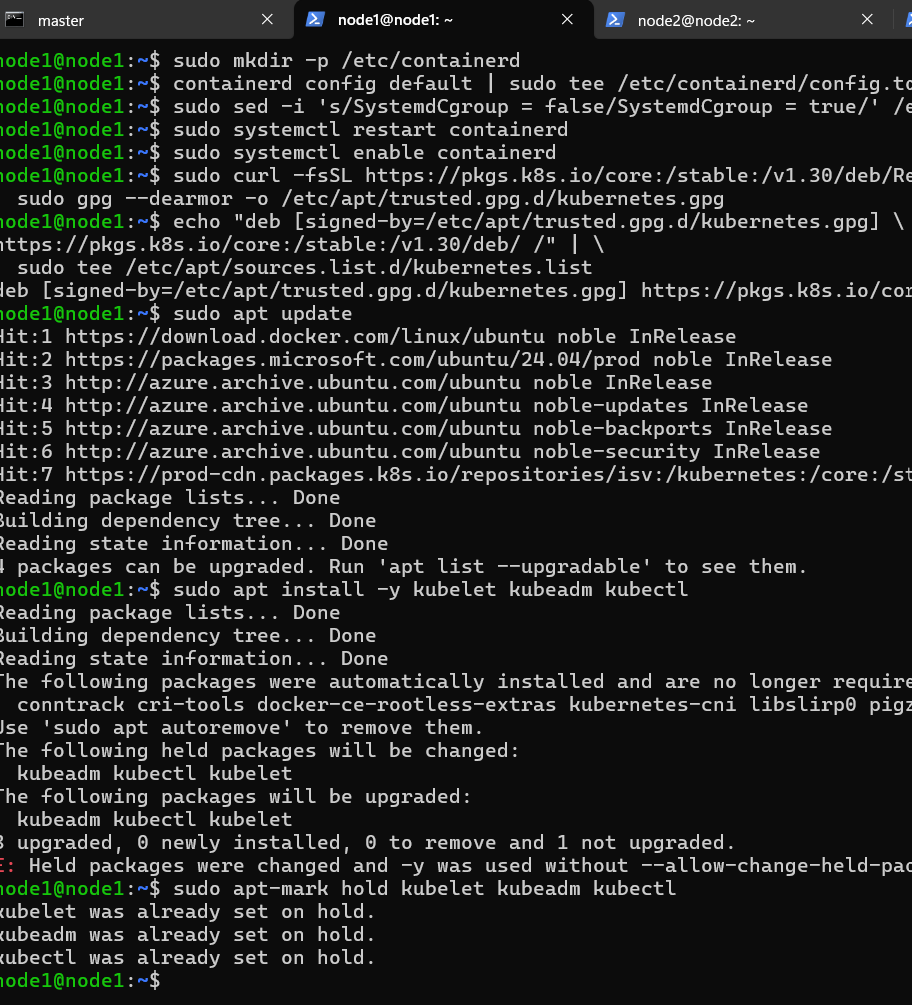 master
node1@node1: ~
node2@node2: ~
node1@node1:~$ sudo mkdir -p /etc/containerd
node1@node1:~$ containerd config default | sudo tee /etc/containerd/config.to
node1@node1:~$ sudo sed -i 's/SystemdCgroup = false/SystemdCgroup = true/' /e
node1@node1:~$ sudo systemctl restart containerd
node1@node1:~$ sudo systemctl enable containerd
node1@node1:~$ sudo curl -fsSL https://pkgs.k8s.io/core:/stable:/v1.30/deb/Re
sudo gpg --dearmor -o /etc/apt/trusted.gpg.d/kubernetes.gpg
node1@node1:~$ echo "deb [signed-by=/etc/apt/trusted.gpg.d/kubernetes.gpg] \
https://pkgs.k8s.io/core:/stable:/v1.30/deb/ /" | \
sudo tee /etc/apt/sources.list.d/kubernetes.list
deb [signed-by=/etc/apt/trusted.gpg.d/kubernetes.gpg] https://pkgs.k8s.io/cor
node1@node1:~$ sudo apt update
Hit:1 https://download.docker.com/linux/ubuntu noble InRelease
Hit:2 https://packages.microsoft.com/ubuntu/24.04/prod noble InRelease
Hit:3 http://azure.archive.ubuntu.com/ubuntu noble InRelease
Hit:4 http://azure.archive.ubuntu.com/ubuntu noble-updates InRelease
Hit:5 http://azure.archive.ubuntu.com/ubuntu noble-backports InRelease
Hit:6 http://azure.archive.ubuntu.com/ubuntu noble-security InRelease
Hit:7 https://prod-cdn.packages.k8s.io/repositories/isv:/kubernetes:/core:/st
Reading package lists... Done
Building dependency tree... Done
Reading state information... Done
4 packages can be upgraded. Run 'apt list --upgradable' to see them.
node1@node1:~$ sudo apt install -y kubelet kubeadm kubectl
Reading package lists... Done
Building dependency tree... Done
Reading state information... Done
The following packages were automatically installed and are no longer require
conntrack cri-tools docker-ce-rootless-extras kubernetes-cni libslirp0 pigz
Use 'sudo apt autoremove' to remove them.
The following held packages will be changed:
kubeadm kubectl kubelet
The following packages will be upgraded:
kubeadm kubectl kubelet
3 upgraded, 0 newly installed, 0 to remove and 1 not upgraded.
E: Held packages were changed and -y was used without --allow-change-held-pac
node1@node1:~$ sudo apt-mark hold kubelet kubeadm kubectl
kubelet was already set on hold.
kubeadm was already set on hold.
kubectl was already set on hold.
node1@node1:~$